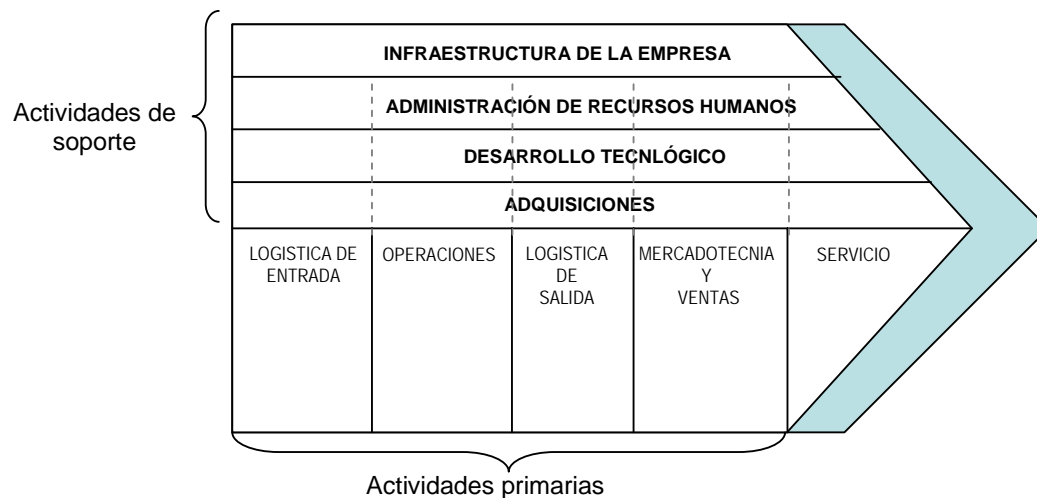 INFRAESTRUCTURA DE LA EMPRESA
ADMINISTRACIÓN DE RECURSOS HUMANOS
Actividades de
soporte
DESARROLLO TECNLÓGICO
ADQUISICIONES
LOGISTICA DE
ENTRADA
OPERACIONES
LOGISTICA
DE
SALIDA
MERCADOTECNIA
Y
VENTAS
SERVICIO
Actividades primarias